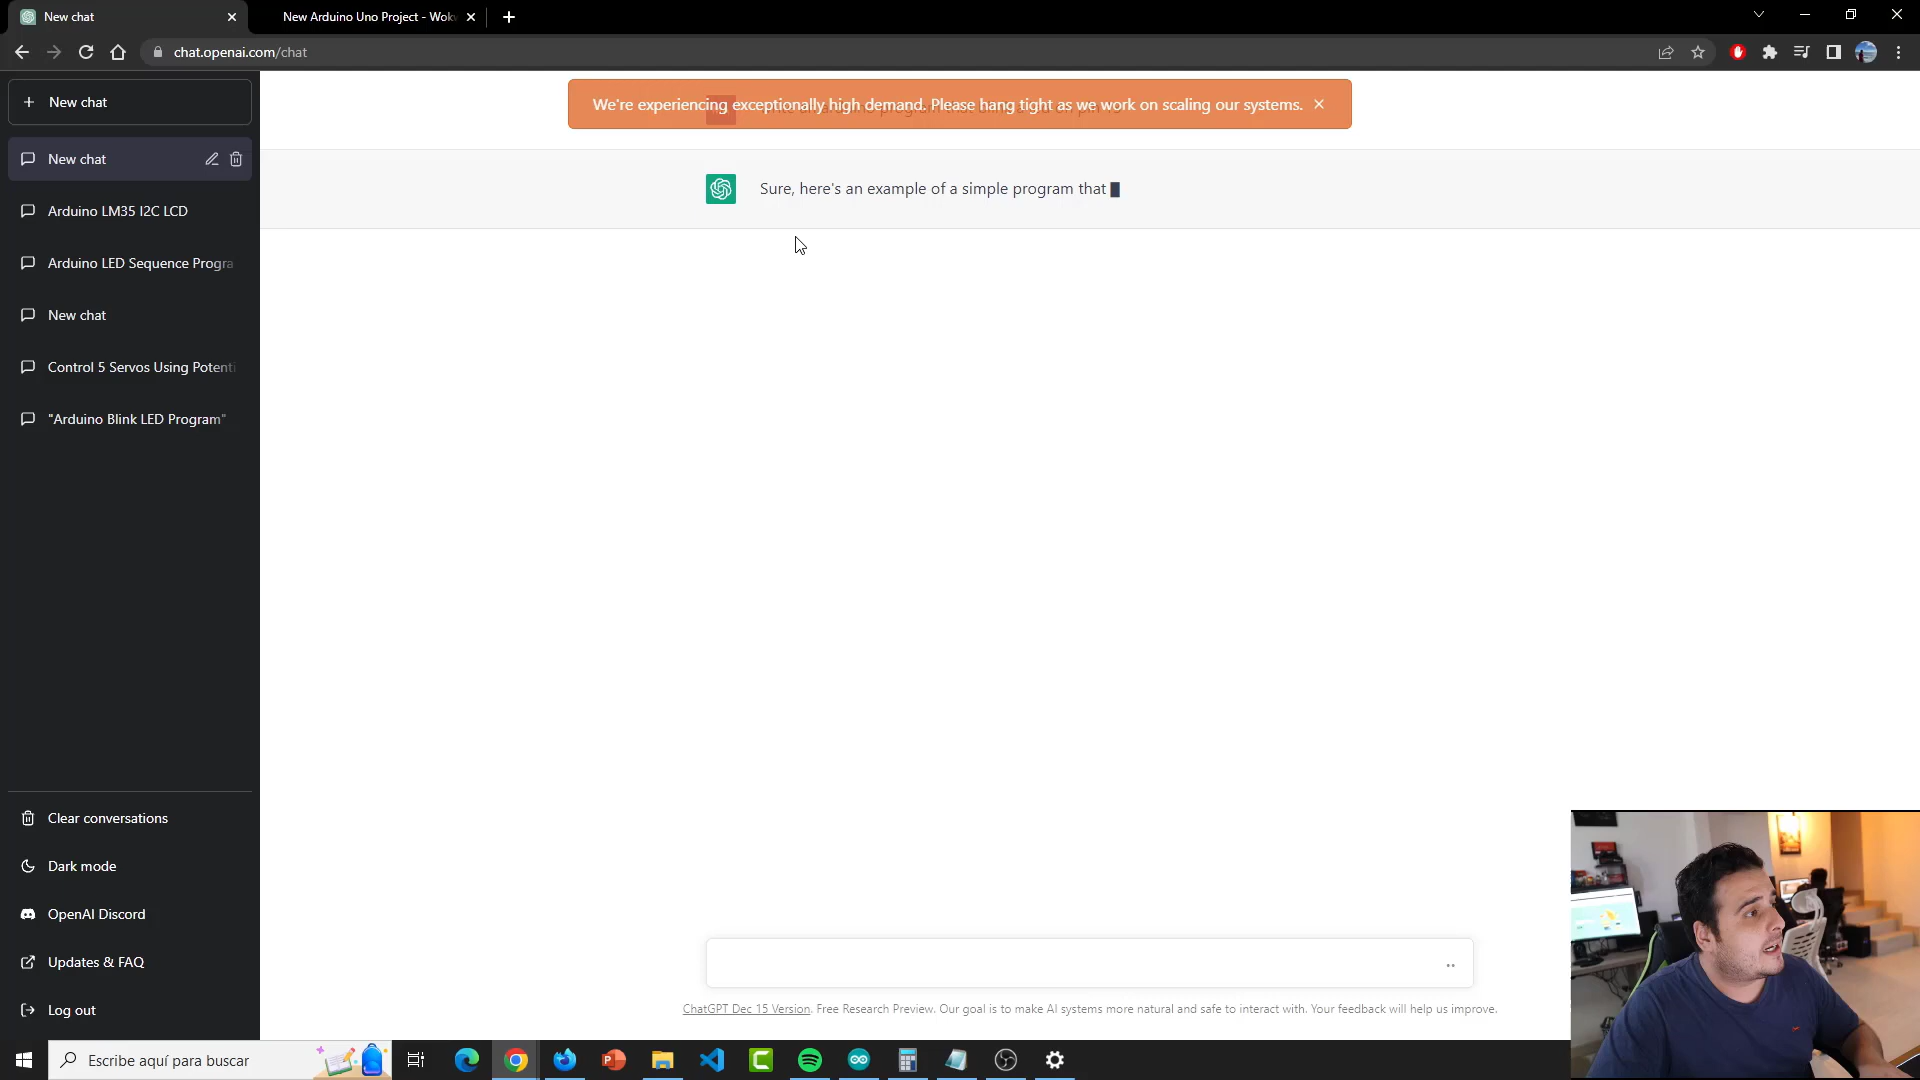 New chat
New Arduino Uno Project - Wok
chat.openai.com/chat
New chat
We're experiencing exceptionally high demand. Please hang tight as we work on scaling our systems.
New chat
Sure, here's an example of a simple program that
Arduino LM35 I2C LCD
Arduino LED Sequence Progra
New chat
Control 5 Servos Using Potenti
"Arduino Blink LED Program"
Clear conversations
Dark mode
OpenAI Discord
Updates & FAQ
Log out
ChatGPT Dec 15 Version. Free Research Preview. Our goal is to make AI systems more natural and safe to interact with. Your feedback will help us improve.
Escribe aquí para buscar